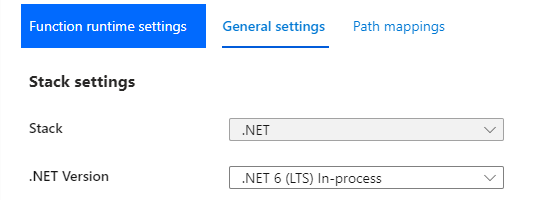 Function runtime settings General settings Path mappings
Stack settings
Stack .NET
.NET Version .NET 6 (LTS) In-process